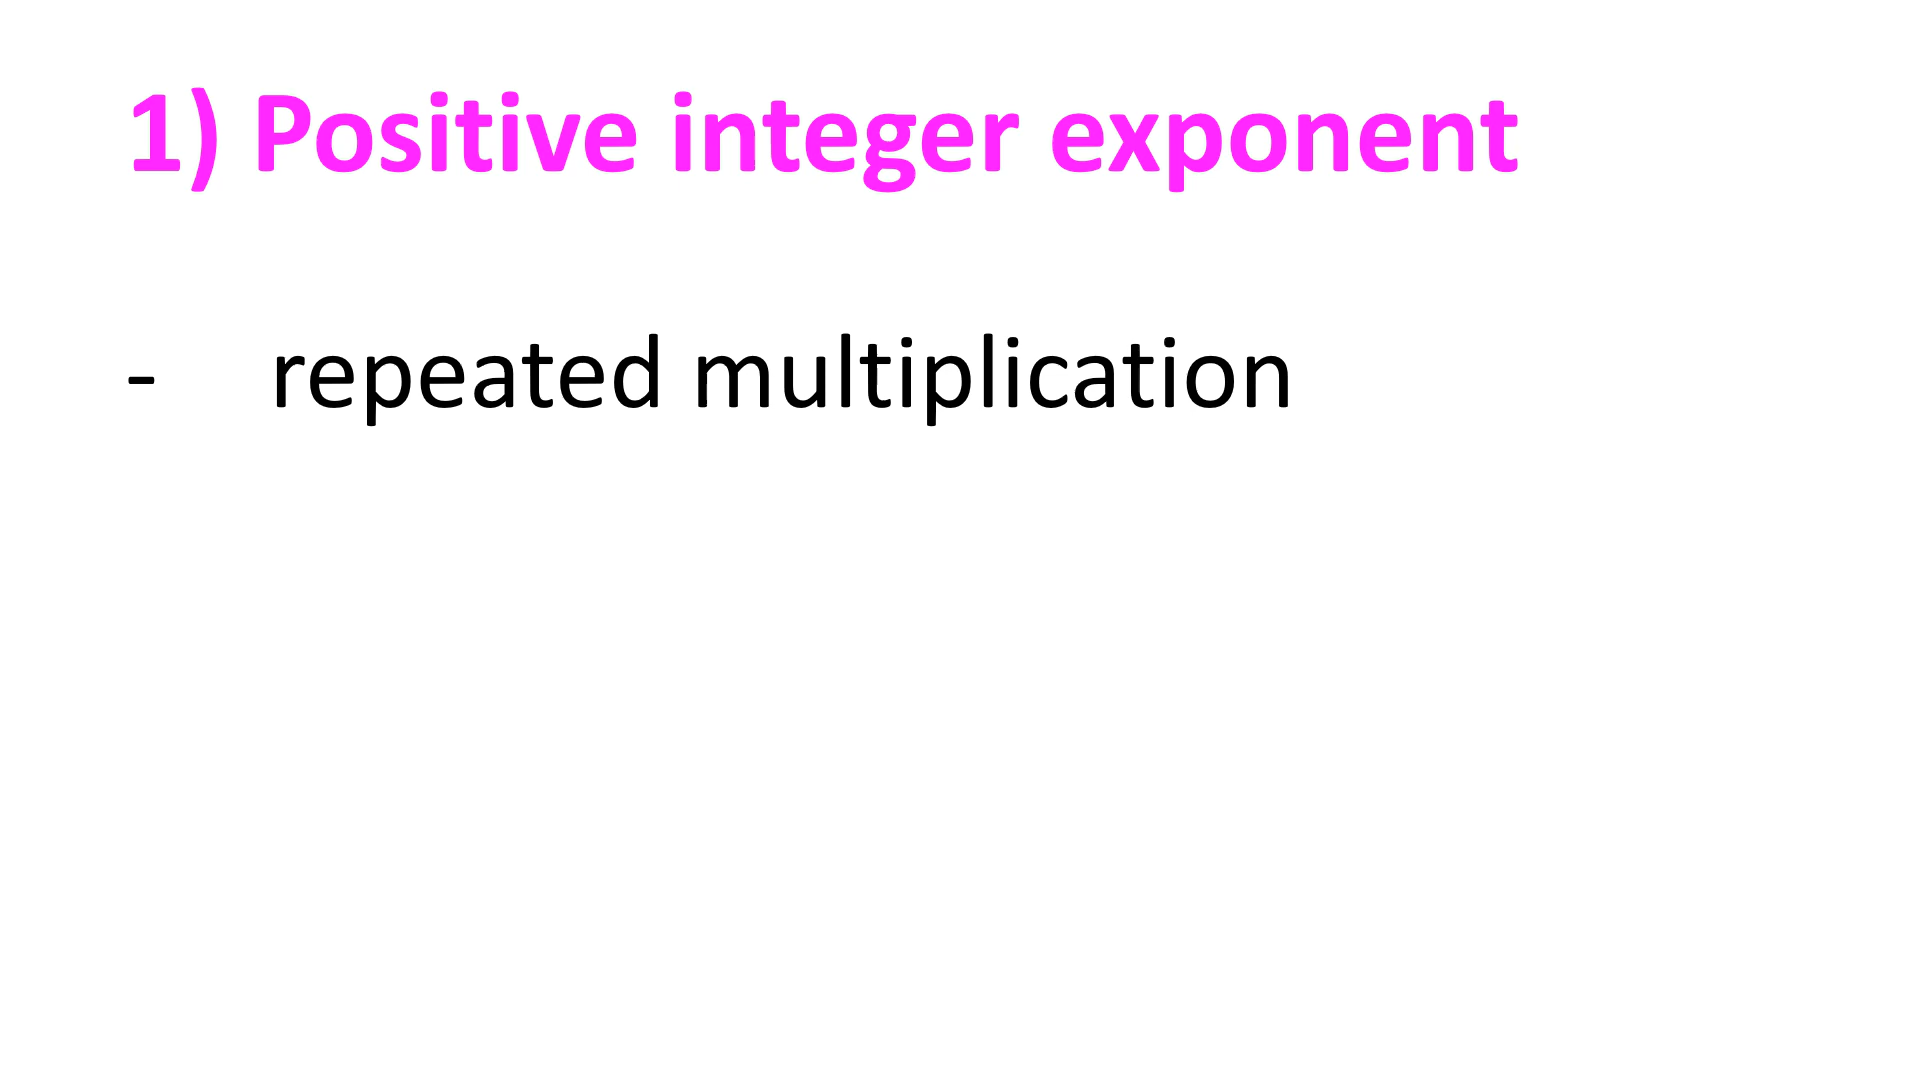 1) Positive integer exponent
- repeated multiplication